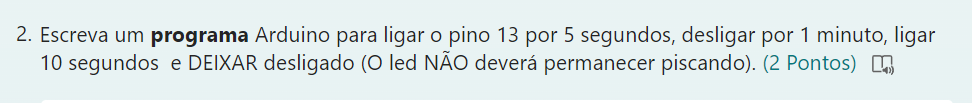 2. Escreva um programa Arduino para ligar o pino 13 por 5 segundos, desligar por 1 minuto, ligar
10 segundos e DEIXAR desligado (O led NÃO deverá permanecer piscando). (2 Pontos)